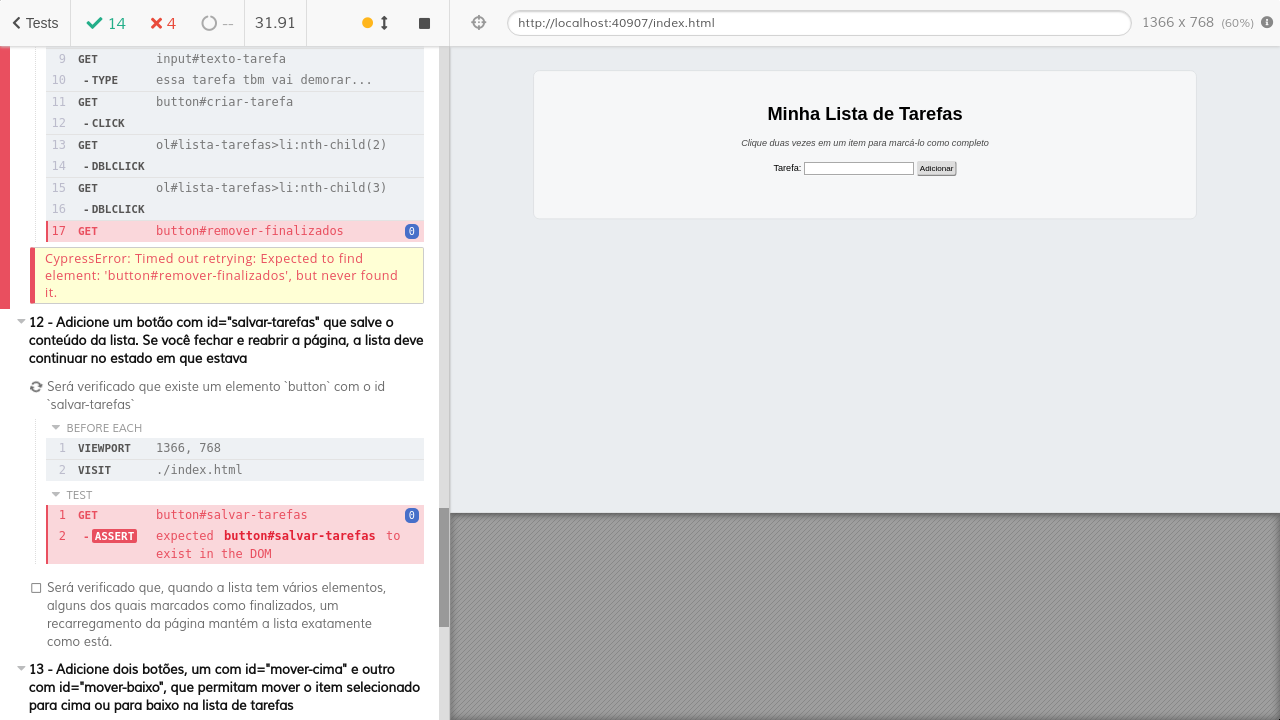 Tests 14 4 -- 31.91
9 GET input#texto-tarefa
10 -TYPE essa tarefa tbm vai demorar...
11 GET button#criar-tarefa
12 -CLICK
13 GET ol#lista-tarefas>li:nth-child(2)
14 -DBLCLICK
15 GET ol#lista-tarefas>li:nth-child(3)
16 -DBLCLICK
17 GET button#remover-finalizados 0
CypressError: Timed out retrying: Expected to find
element: 'button#remover-finalizados', but never found
it.
12 - Adicione um botão com id="salvar-tarefas" que salve o
conteúdo da lista. Se você fechar e reabrir a página, a lista deve
continuar no estado em que estava
Será verificado que existe um elemento `button` com o id
`salvar-tarefas`
BEFORE EACH
1 VIEWPORT 1366, 768
2 VISIT ./index.html
TEST
1 GET button#salvar-tarefas 0
2 -ASSERT expected button#salvar-tarefas to
exist in the DOM
Será verificado que, quando a lista tem vários elementos,
alguns dos quais marcados como finalizados, um
recarregamento da página mantém a lista exatamente
como está.
13 - Adicione dois botões, um com id="mover-cima" e outro
com id="mover-baixo", que permitam mover o item selecionado
para cima ou para baixo na lista de tarefas
http://localhost:40907/index.html 1366 x 768 (60%)
Minha Lista de Tarefas
Clique duas vezes em um item para marcá-lo como completo
Tarefa: Adicionar